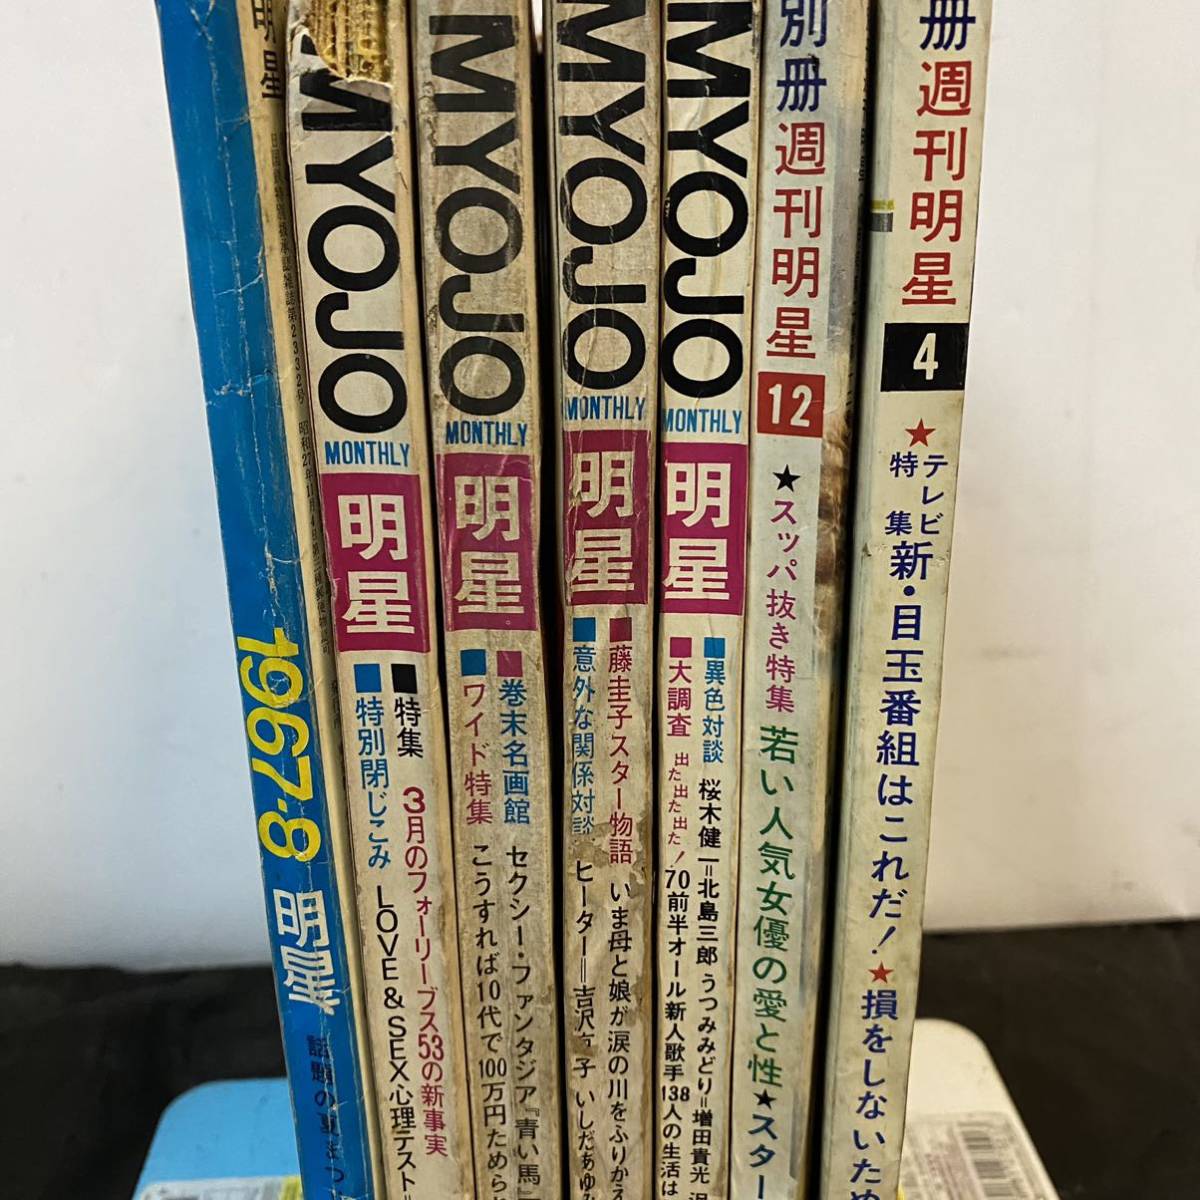 明星
1967-8 明星
MYOJO
MONTHLY
明星
特集 3月のフォーリーブス53の新事実
特別閉じこみ LOVE&SEX心理テスト=
MYOJO
MONTHLY
明星
巻末名画館 セクシー・ファンタジア『青い馬』
ワイド特集 こうすれば10代で100万円ためら
MYOJO
MONTHLY
明星
藤圭子スター物語 いま母と娘が涙の川をふりかえ
意外な関係対談 ピーター=吉沢京子 いしだあゆみ
MYOJO
MONTHLY
明星
異色対談 桜木健一=北島三郎 うつみみどり=増田貴光
大調査 出た出た出た! 70前半オール新人歌手138人の生活は
別冊週刊明星
12
★スッパ抜き特集 若い人気女優の愛と性★スター
冊週刊明星
4
★テレビ特集 新・目玉番組はこれだ!★損をしないため